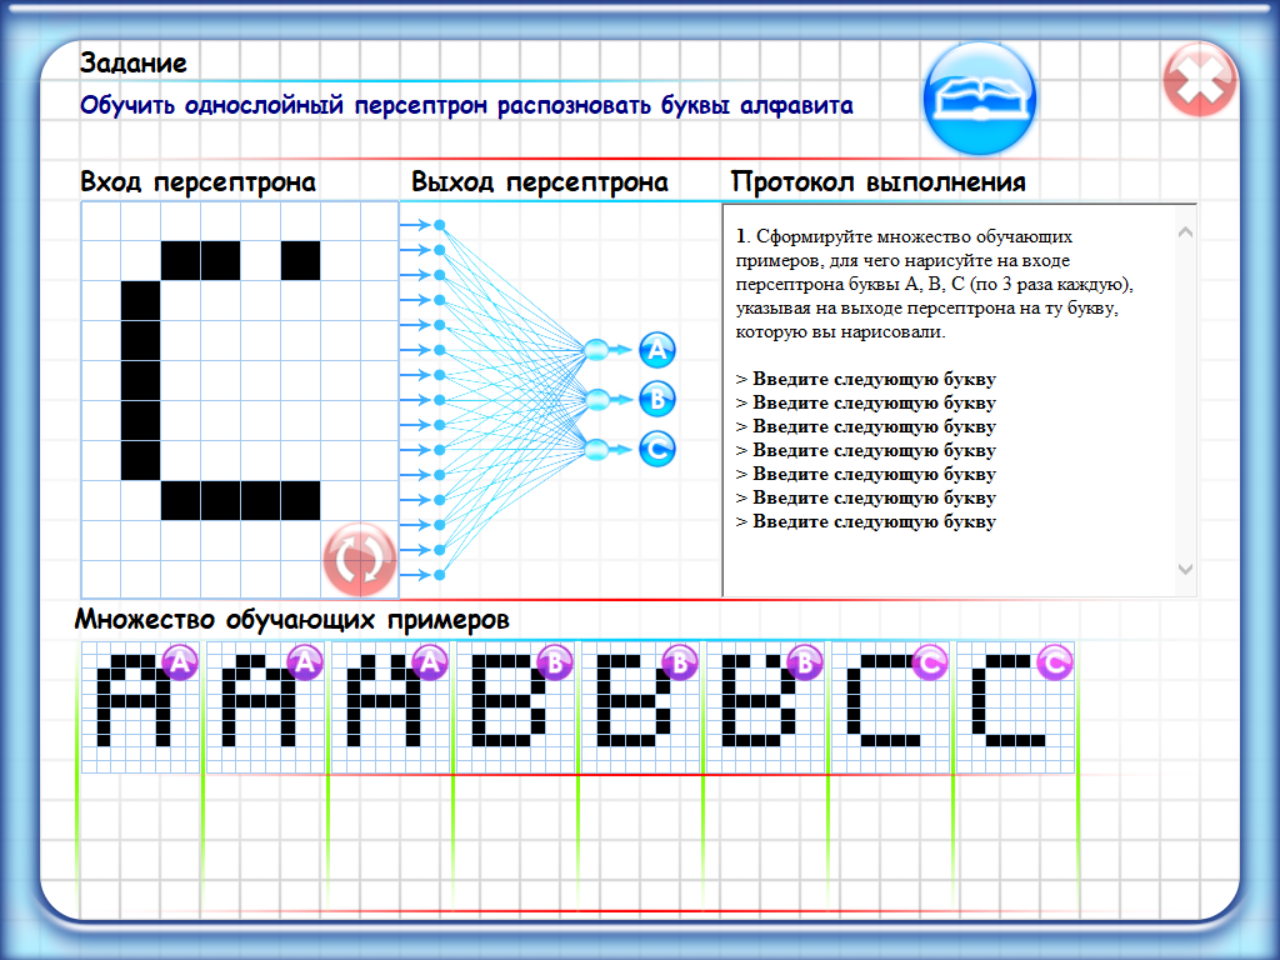 Задание
Обучить однослойный персептрон распозновать буквы алфавита
Вход персептрона
Выход персептрона
Протокол выполнения
A
B
C
1. Сформируйте множество обучающих
примеров, для чего нарисуйте на входе
персептрона буквы А, В, С (по 3 раза каждую),
указывая на выходе персептрона на ту букву,
которую вы нарисовали.
> Введите следующую букву
> Введите следующую букву
> Введите следующую букву
> Введите следующую букву
> Введите следующую букву
> Введите следующую букву
> Введите следующую букву
Множество обучающих примеров
A A A B B B C C